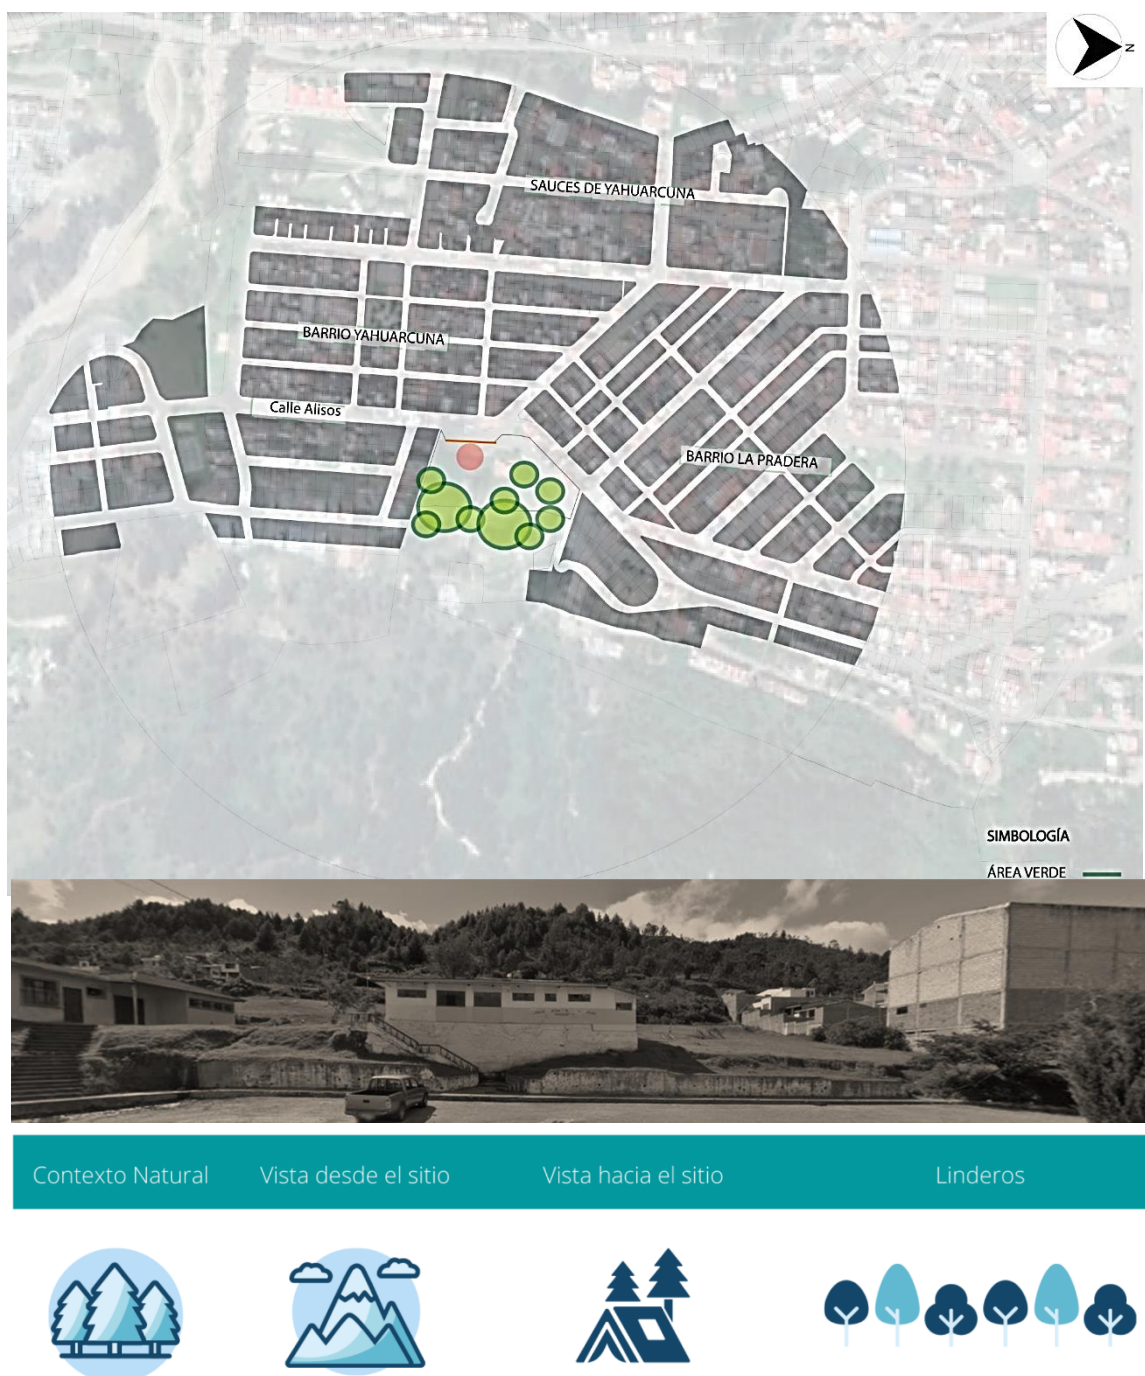 N
SAUCES DE YAHUARCUNA
BARRIO YAHUARCUNA
Calle Alisos
BARRIO LA PRADERA
SIMBOLOGÍA
ÁREA VERDE
Contexto Natural
Vista desde el sitio
Vista hacia el sitio
Linderos